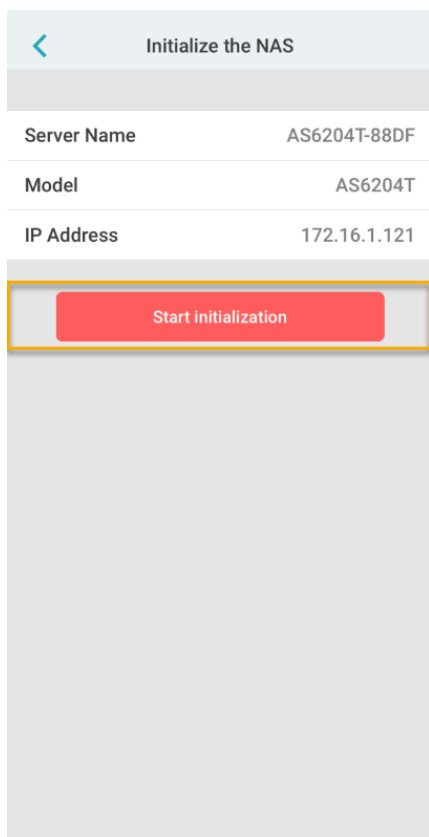 Initialize the NAS
Server Name AS6204T-88DF
Model AS6204T
IP Address 172.16.1.121
Start initialization